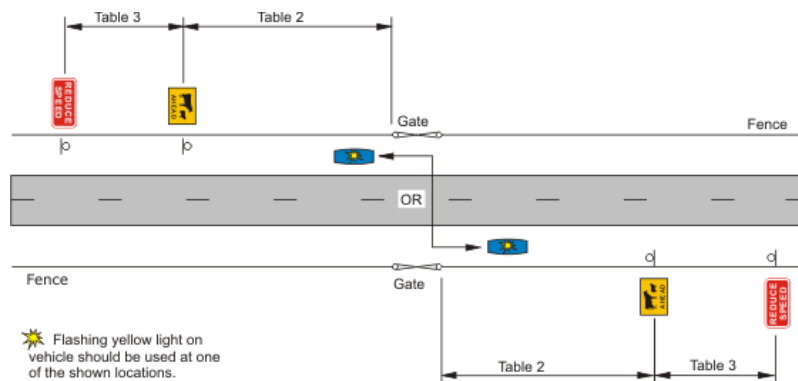 Table 3
Table 2
REDUCE
SPEED
AHEAD
Gate
Fence
OR
Fence
Gate
AHEAD
REDUCE
SPEED
Flashing yellow light on
vehicle should be used at one
of the shown locations.
Table 2
Table 3